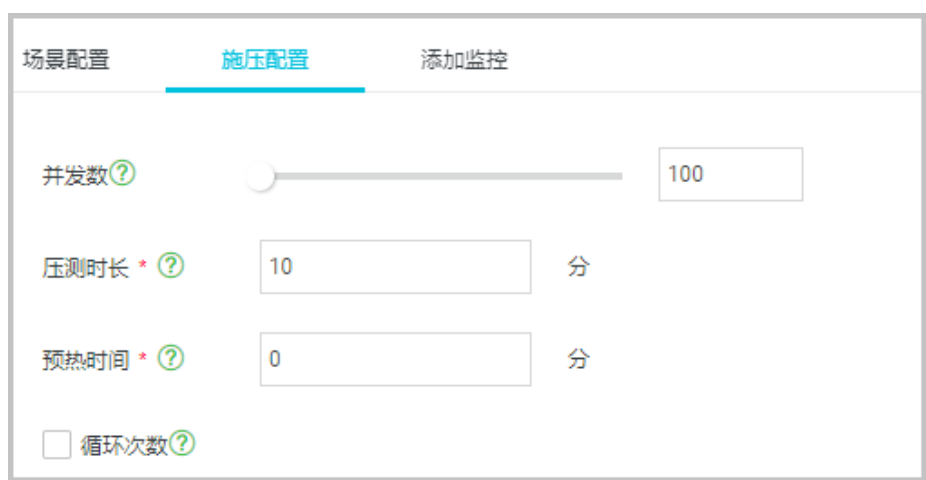 场景配置 施压配置 添加监控
并发数? 100
压测时长 * ? 10 分
预热时间 * ? 0 分
循环次数?